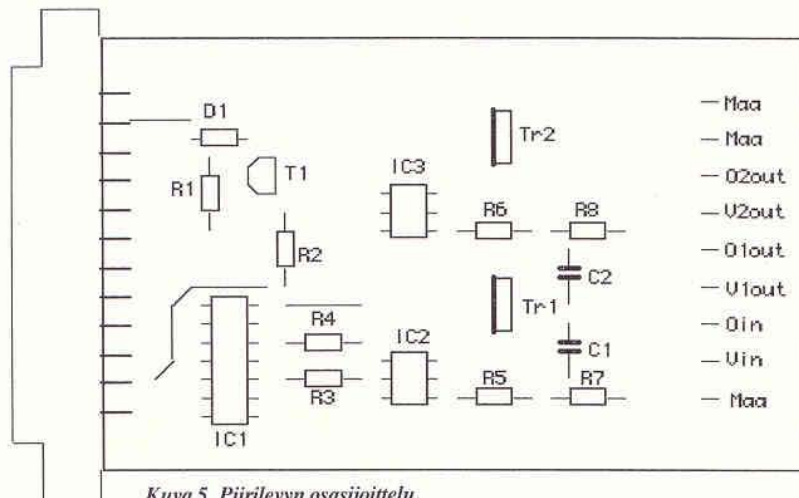 D1
T1
R1
R2
IC3
Tr2
R6
R8
C2
Tr1
R4
R3
IC2
C1
R5
R7
IC1
Maa
Maa
O2out
V2out
O1out
V1out
Oin
Vin
Maa
Kuva 5. Piirilevyn osasijoittelu